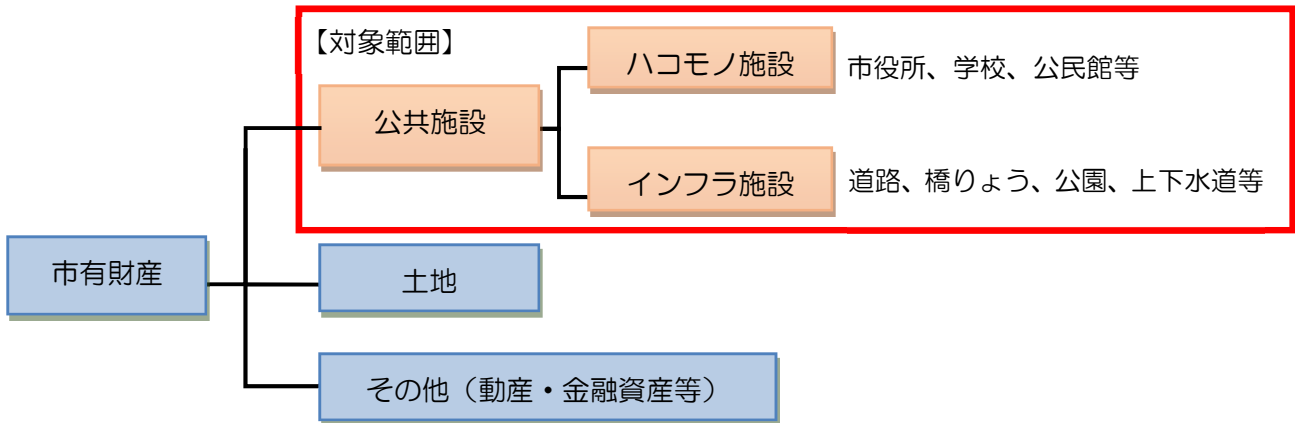 【対象範囲】
ハコモノ施設
市役所、学校、公民館等
公共施設
インフラ施設
道路、橋りょう、公園、上下水道等
市有財産
土地
その他（動産・金融資産等）